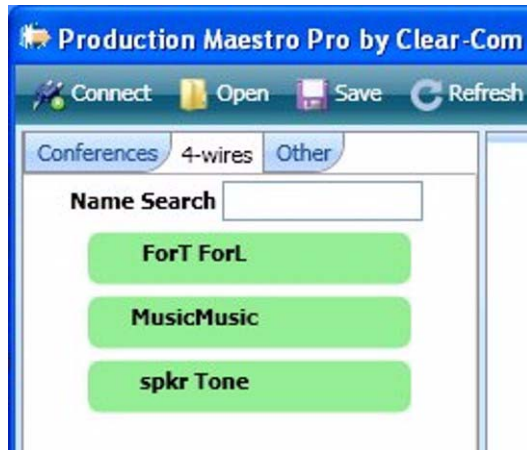 Production Maestro Pro by Clear-Com
Connect Open Save Refresh
Conferences 4-wires Other
Name Search
ForT ForL
MusicMusic
spkr Tone